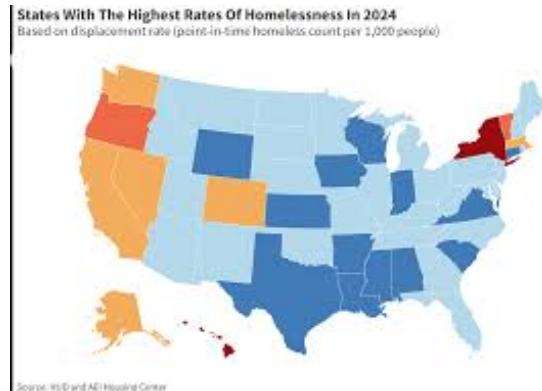 States With The Highest Rates Of Homelessness In 2024
Based on displacement rate (point-in-time homeless count per 1,000 people)
Source: HUD and AEI Housing Center